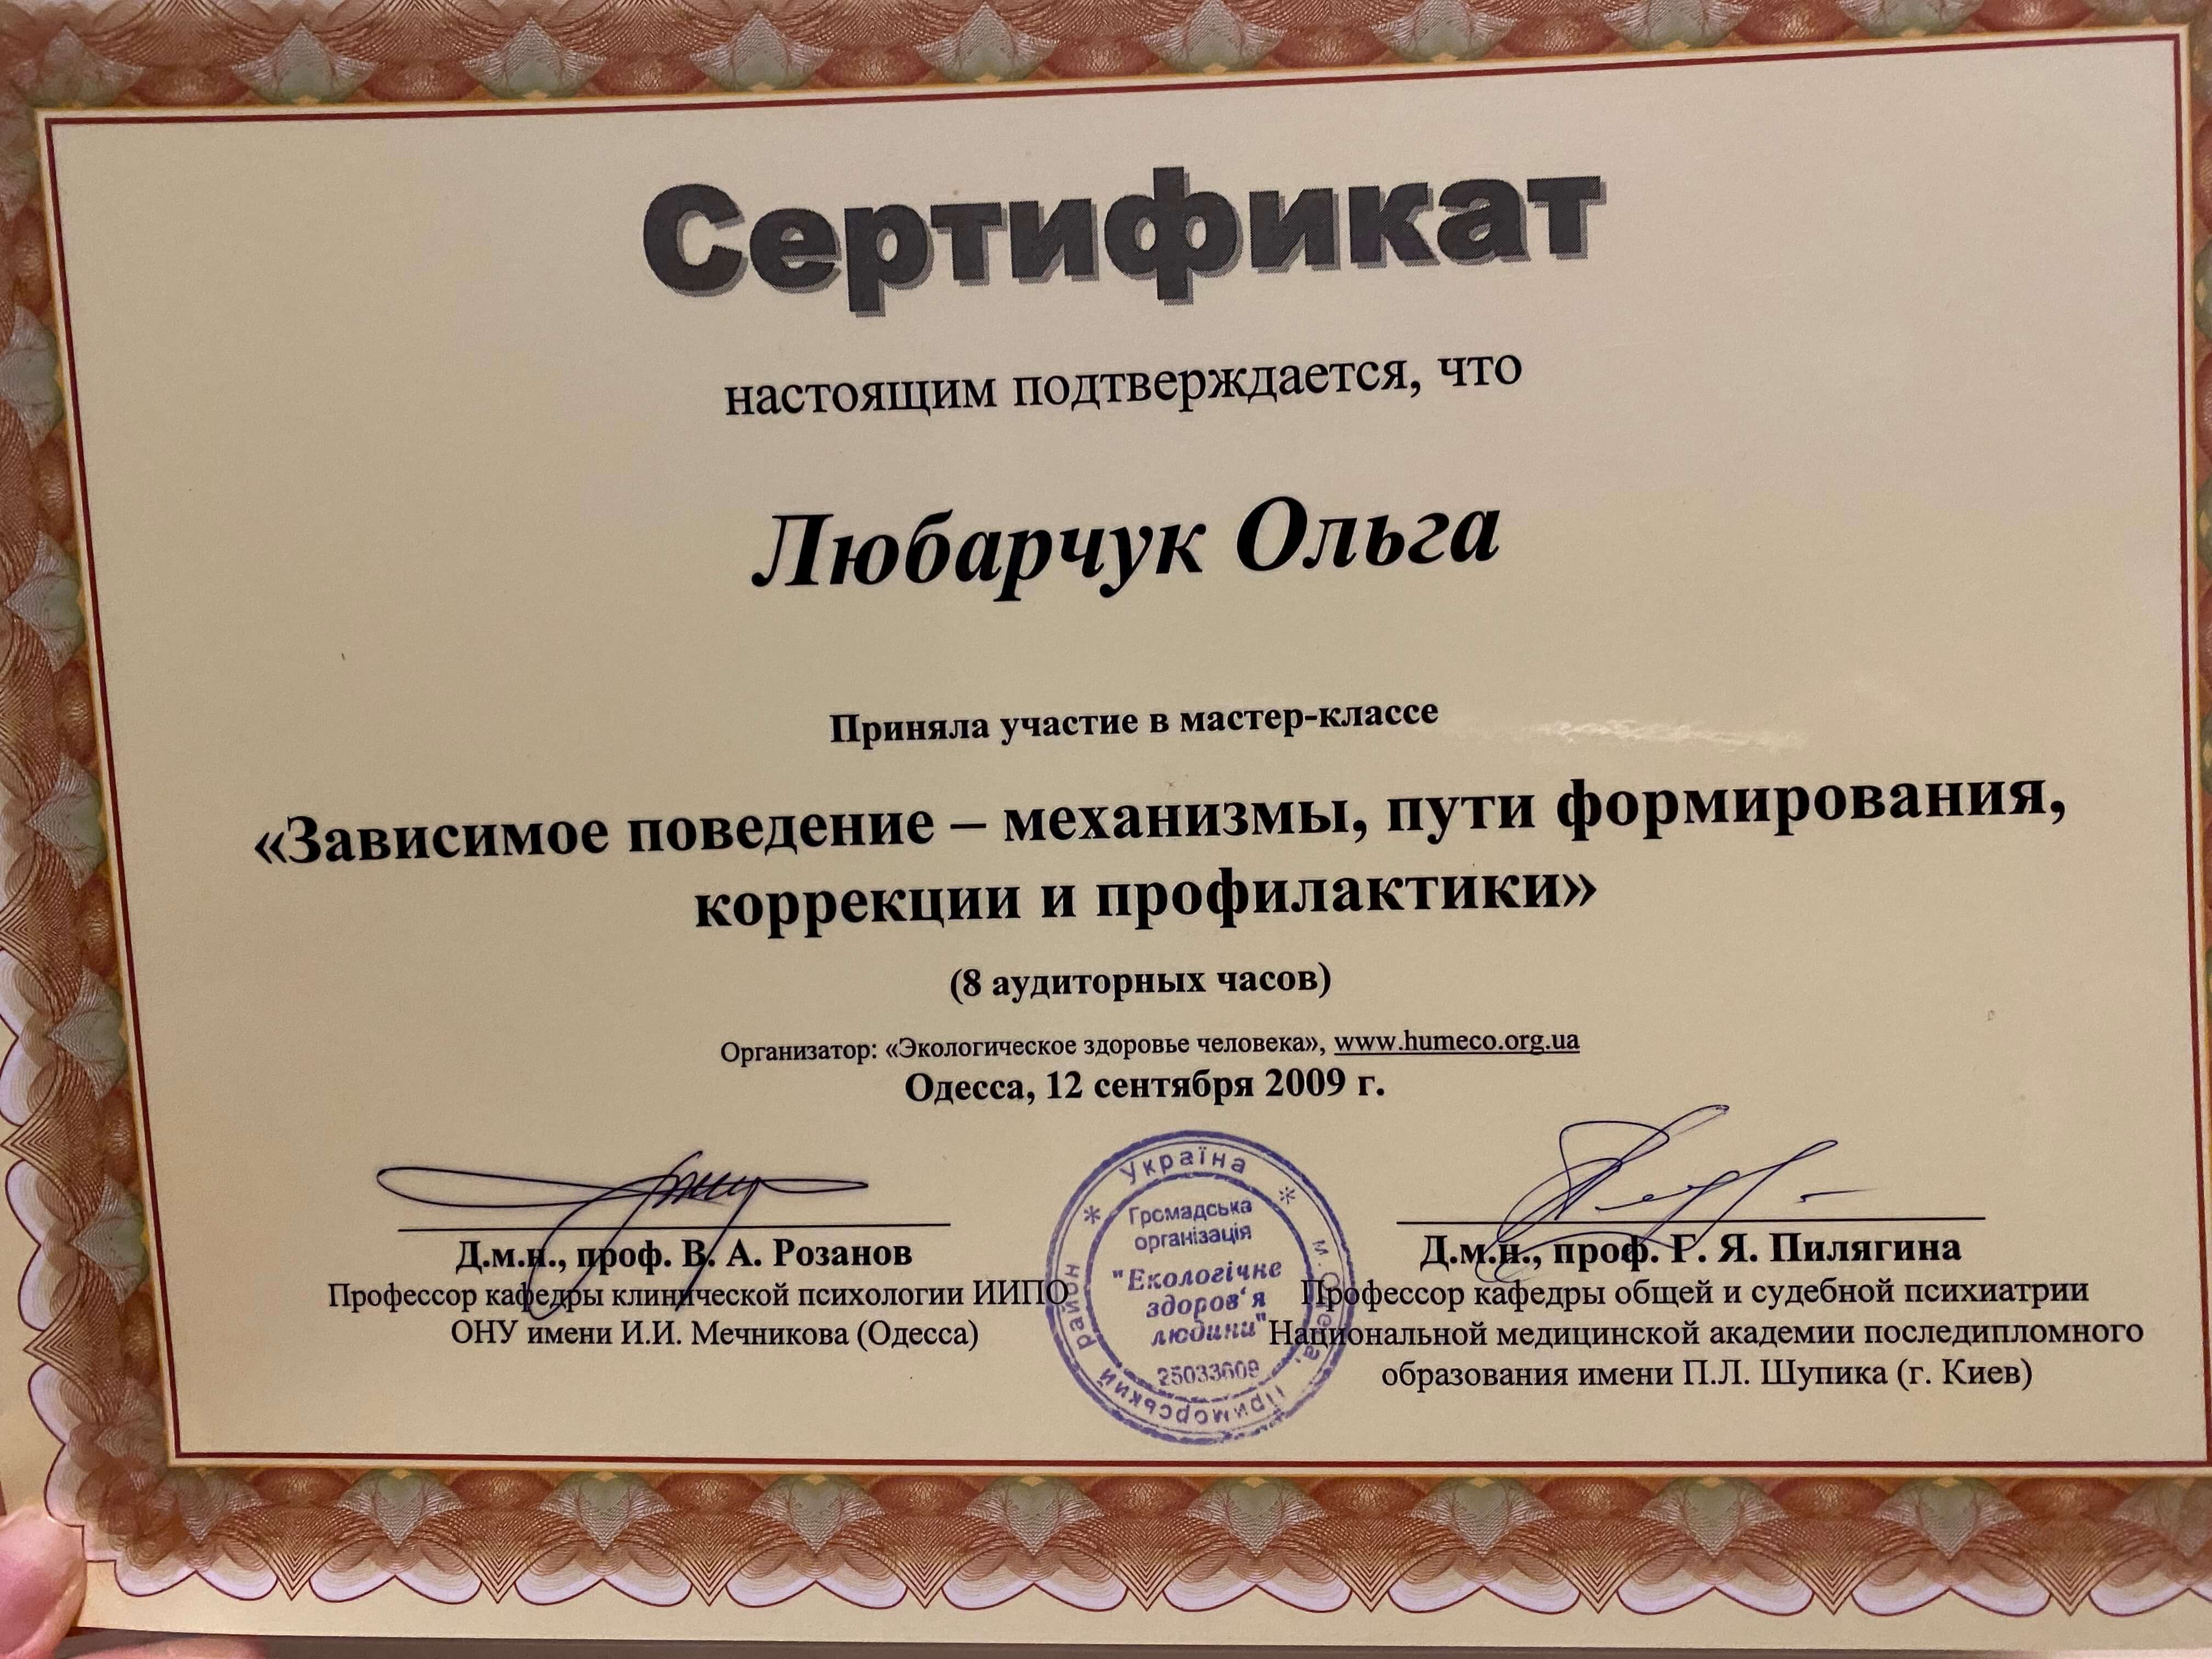 Сертификат
настоящим подтверждается, что
Любарчук Ольга
Приняла участие в мастер-классе
«Зависимое поведение – механизмы, пути формирования,
коррекции и профилактики»
(8 аудиторных часов)
Организатор: «Экологическое здоровье человека», www.humeco.org.ua
Одесса, 12 сентября 2009 г.
Д.м.н., проф. В. А. Розанов
Профессор кафедры клинической психологии ИИПО
ОНУ имени И.И. Мечникова (Одесса)
Україна
м. Одеса, Приморський район
Громадська
організація
"Екологічне
здоров'я
людини"
25033609
Д.м.н., проф. Г. Я. Пилягина
Профессор кафедры общей и судебной психиатрии
Национальной медицинской академии последипломного
образования имени П.Л. Шупика (г. Киев)